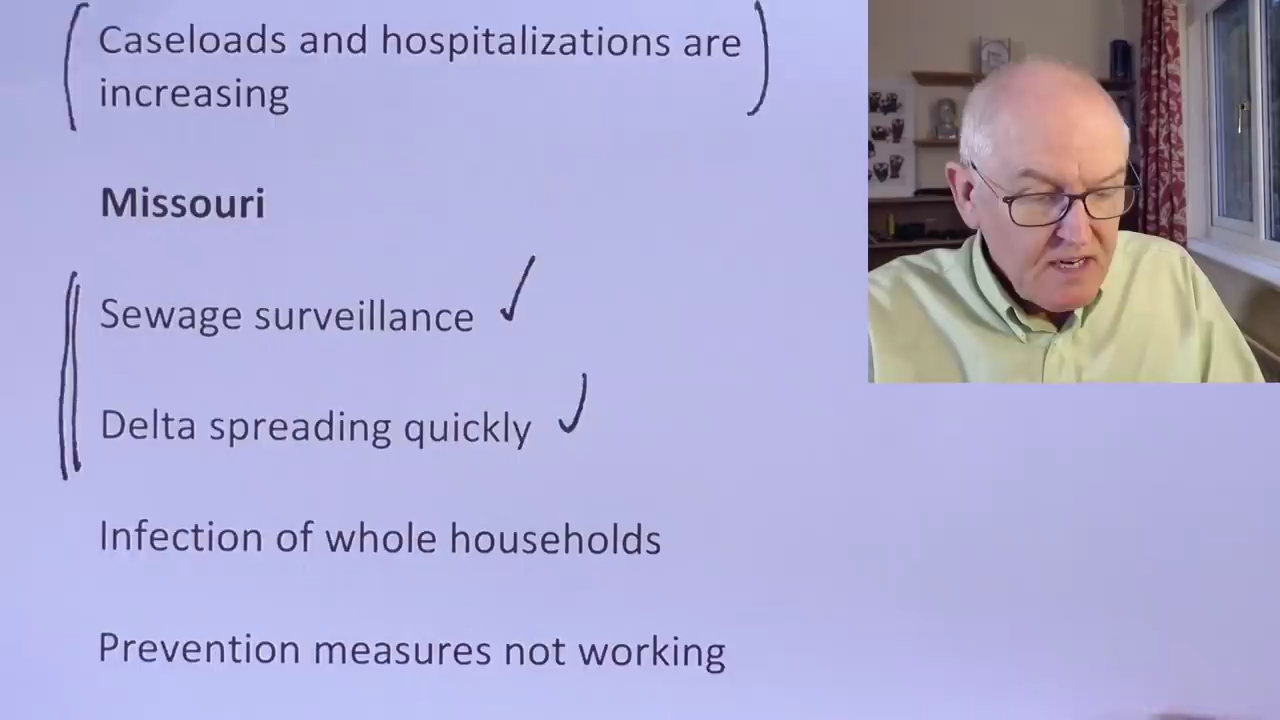 Caseloads and hospitalizations are
increasing
Missouri
Sewage surveillance
Delta spreading quickly
Infection of whole households
Prevention measures not working